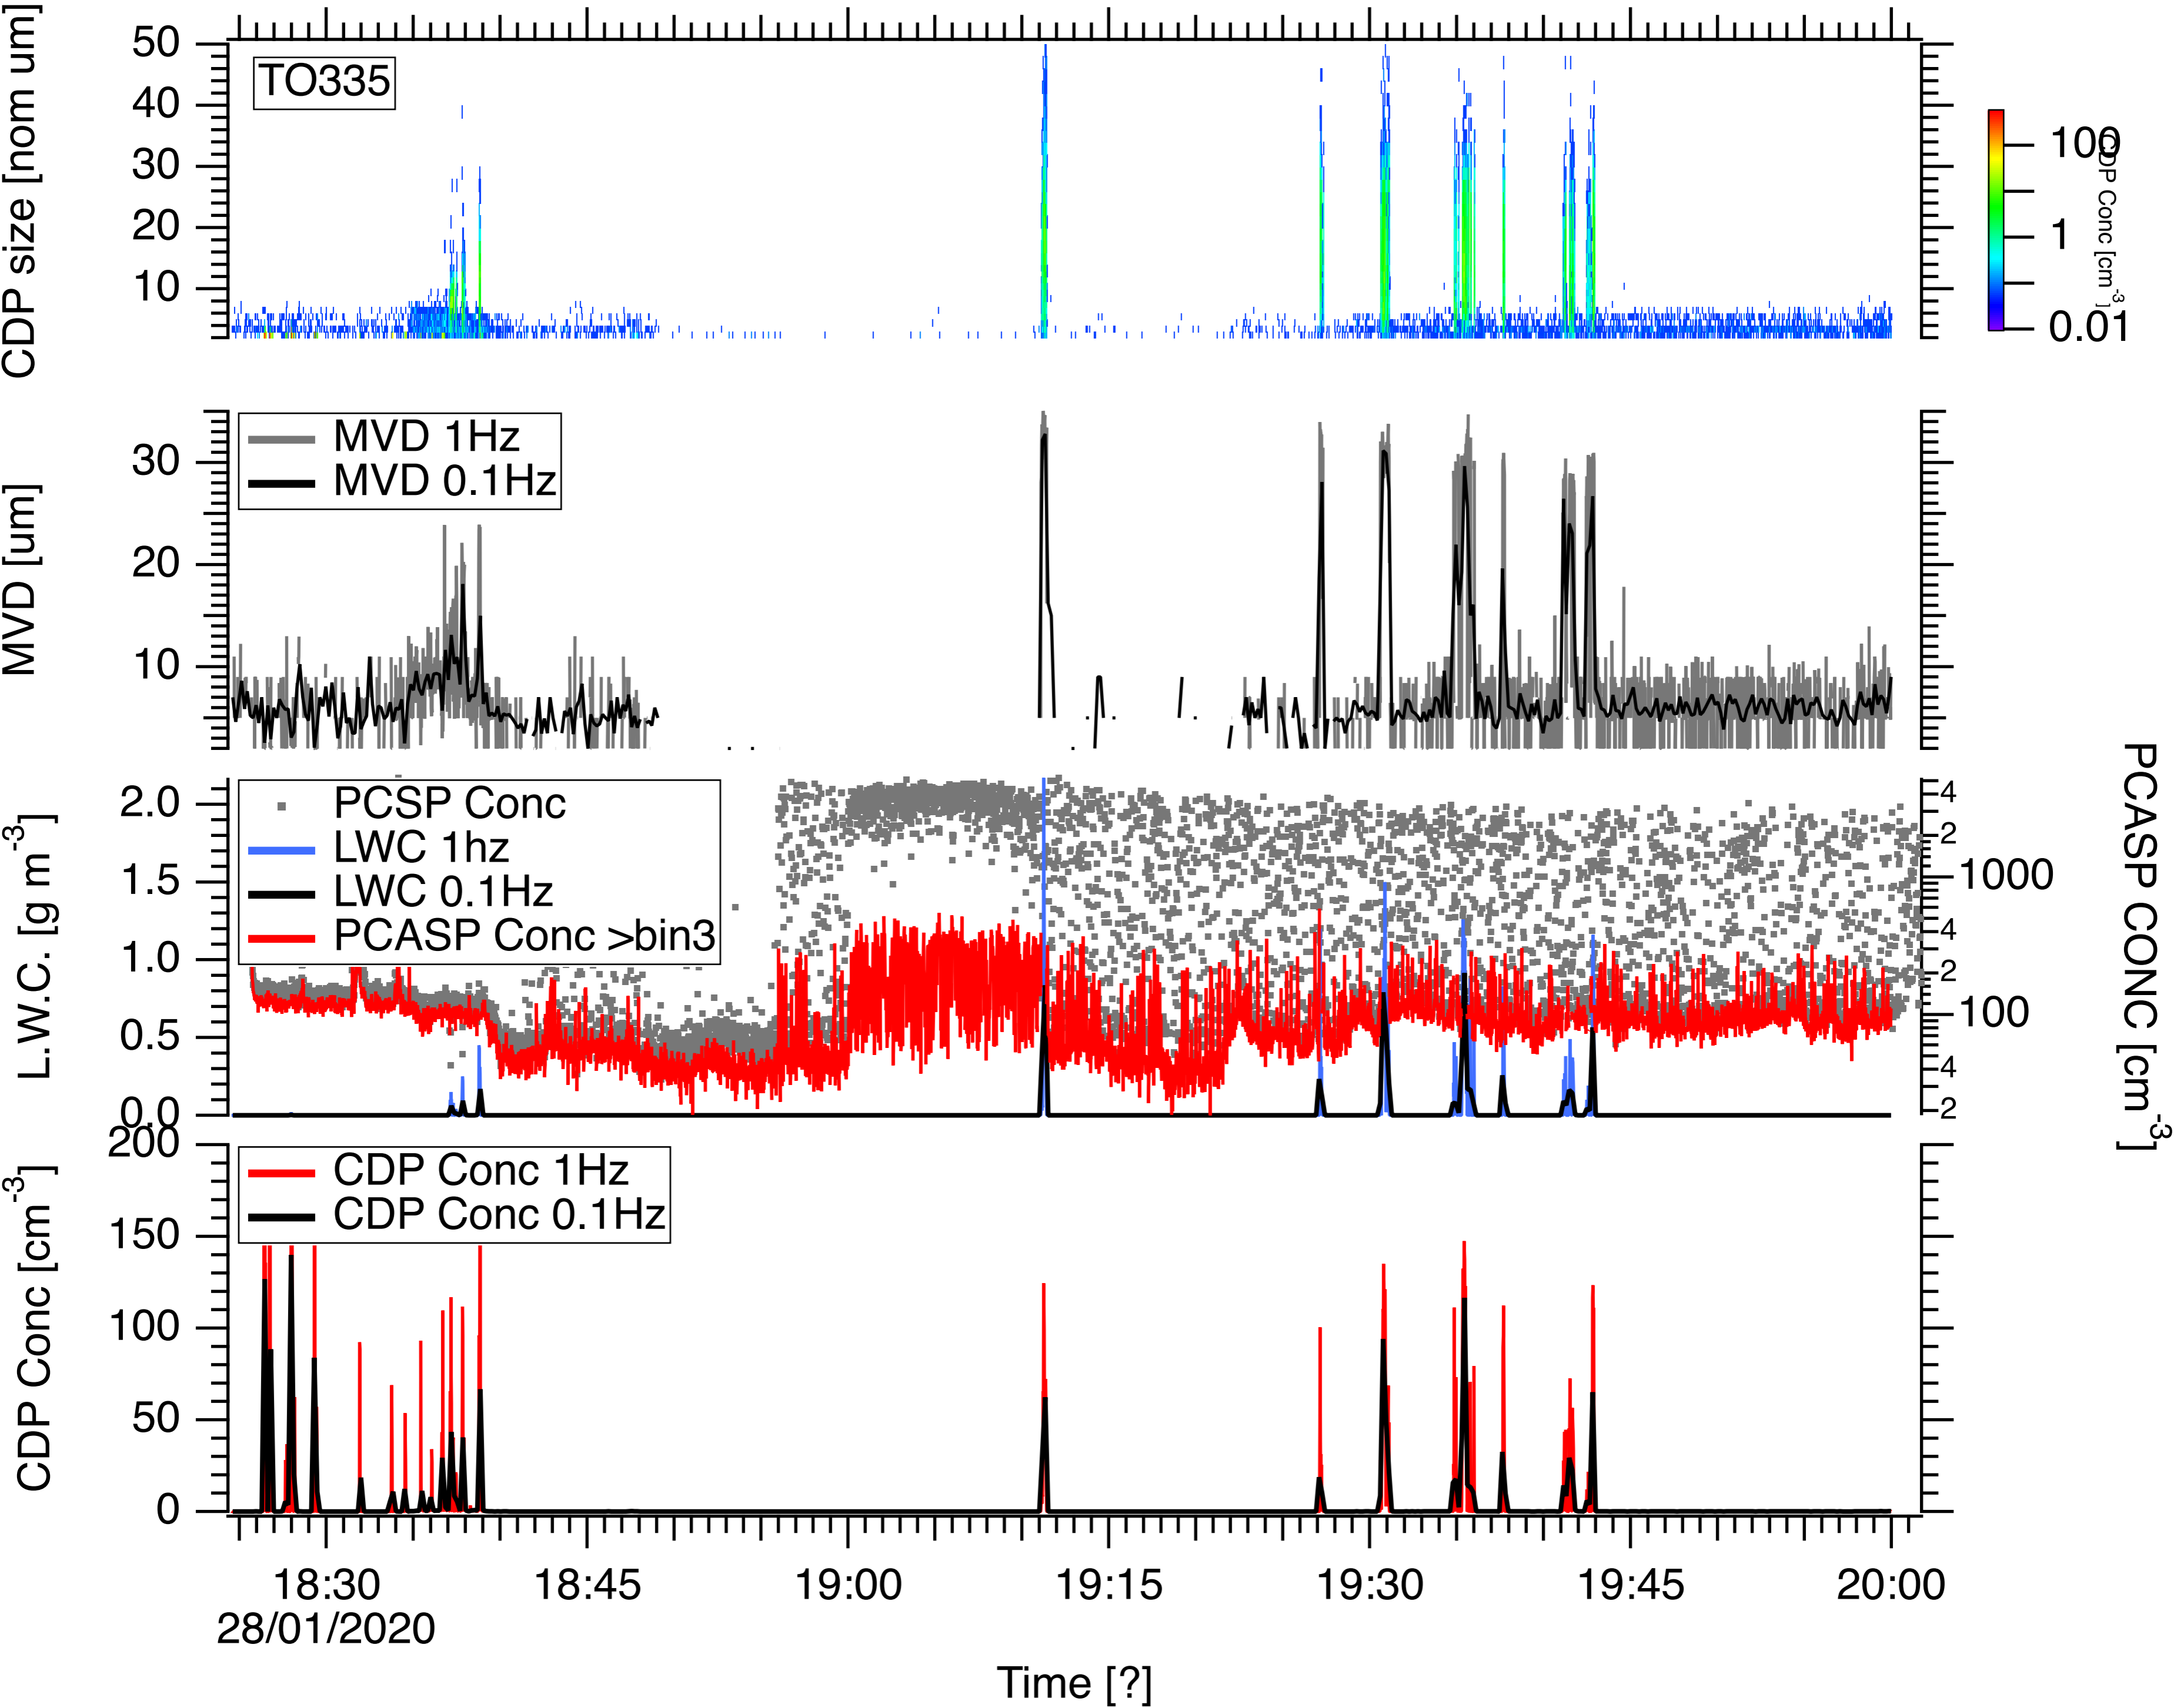 TO335
CDP size [nom um]
50
40
30
20
10
100
1
0.01
CDP Conc [cm-3]
MVD 1Hz
MVD 0.1Hz
MVD [um]
30
20
10
PCSP Conc
LWC 1hz
LWC 0.1Hz
PCASP Conc >bin3
L.W.C. [g m-3]
2.0
1.5
1.0
0.5
0.0
4
2
1000
4
2
100
4
2
PCASP CONC [cm-3]
CDP Conc 1Hz
CDP Conc 0.1Hz
CDP Conc [cm-3]
200
150
100
50
0
18:30
18:45
19:00
19:15
19:30
19:45
20:00
28/01/2020
Time [?]